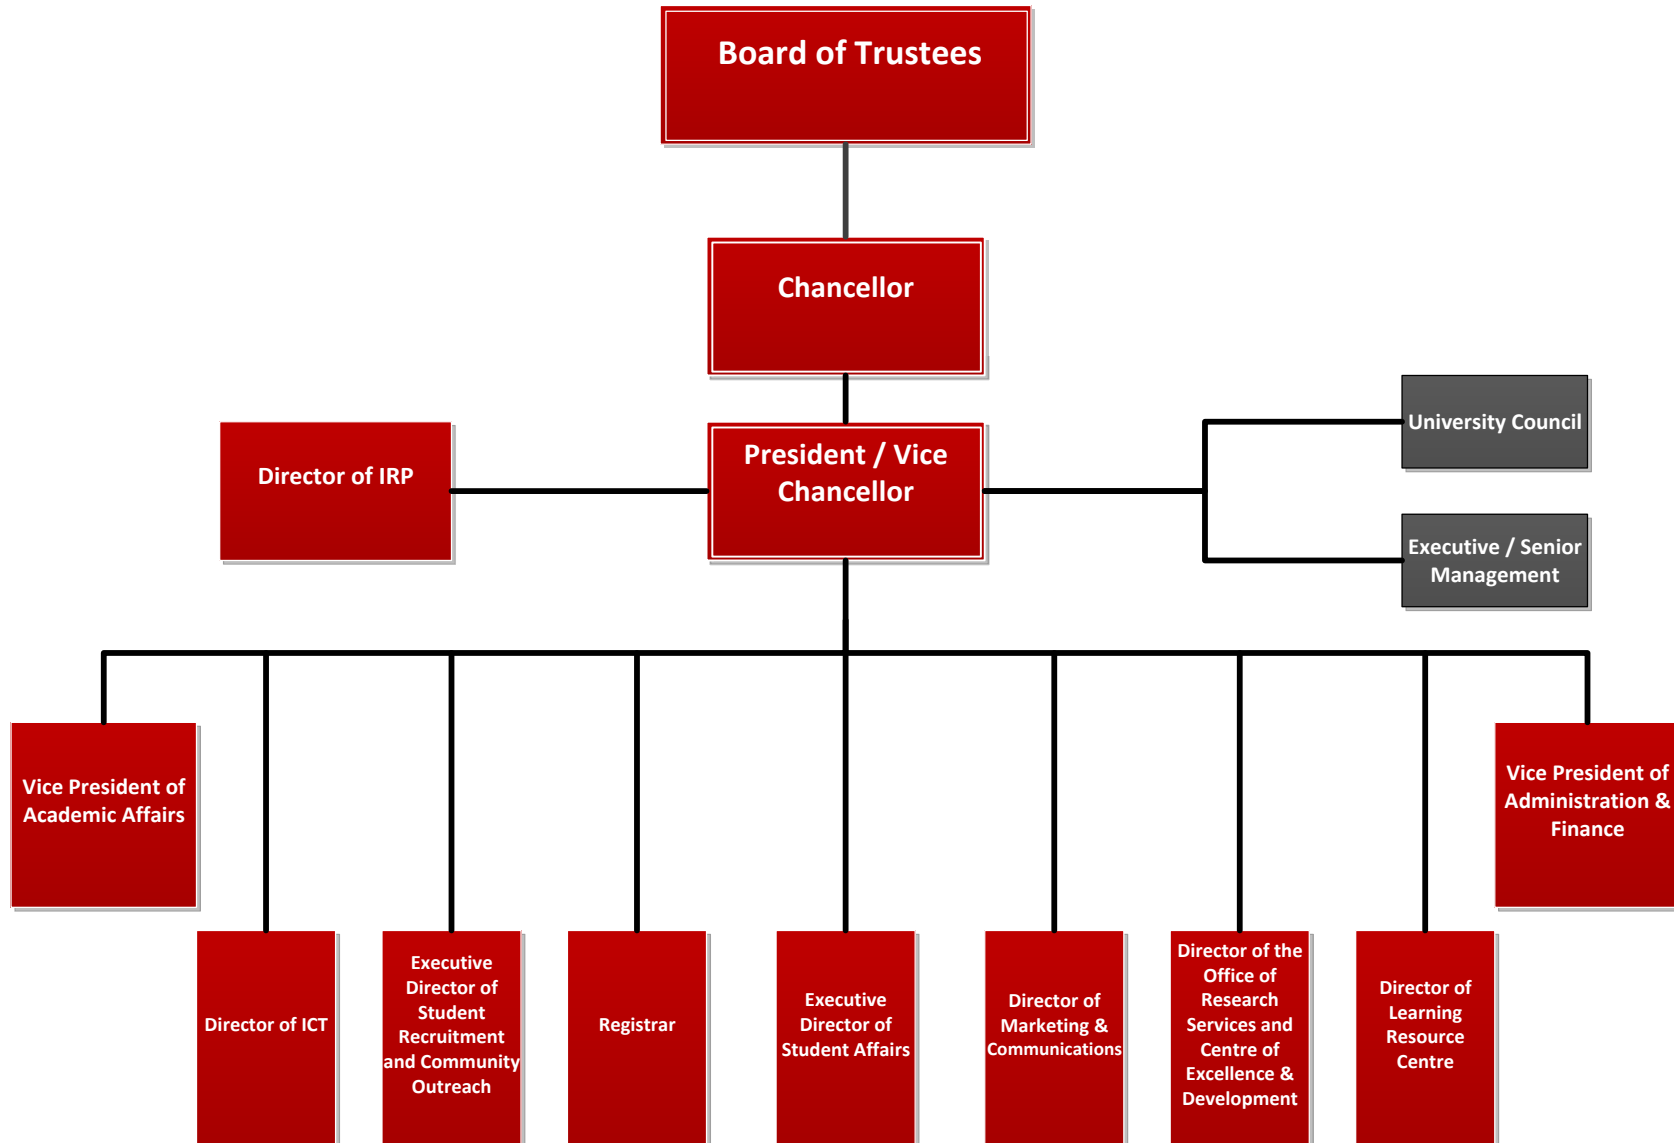 Board of Trustees
Chancellor
University Council
President / Vice
Chancellor
Director of IRP
Executive / Senior
Management
Vice President of
Academic Affairs
Vice President of
Administration &
Finance
Director of ICT
Executive
Director of
Student
Recruitment
and Community
Outreach
Registrar
Executive
Director of
Student Affairs
Director of
Marketing &
Communications
Director of the
Office of
Research
Services and
Centre of
Excellence &
Development
Director of
Learning
Resource
Centre